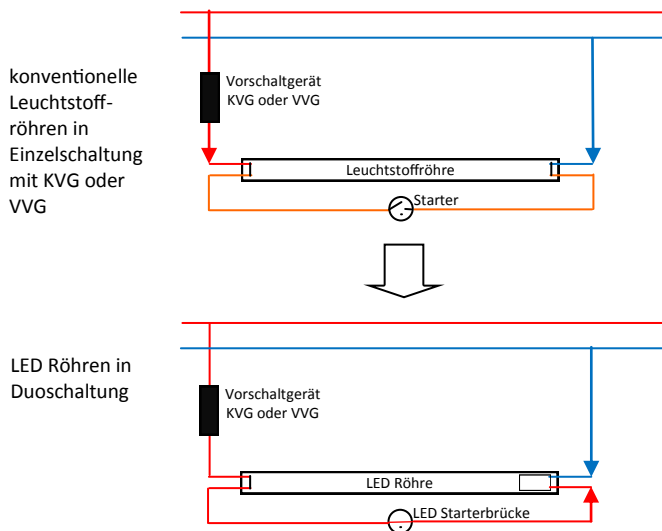 konventionelle
Leuchtstoff-
röhren in
Einzelschaltung
mit KVG oder
VVG
Vorschaltgerät
KVG oder VVG
Leuchtstoffröhre
Starter
LED Röhren in
Duoschaltung
Vorschaltgerät
KVG oder VVG
LED Röhre
LED Starterbrücke